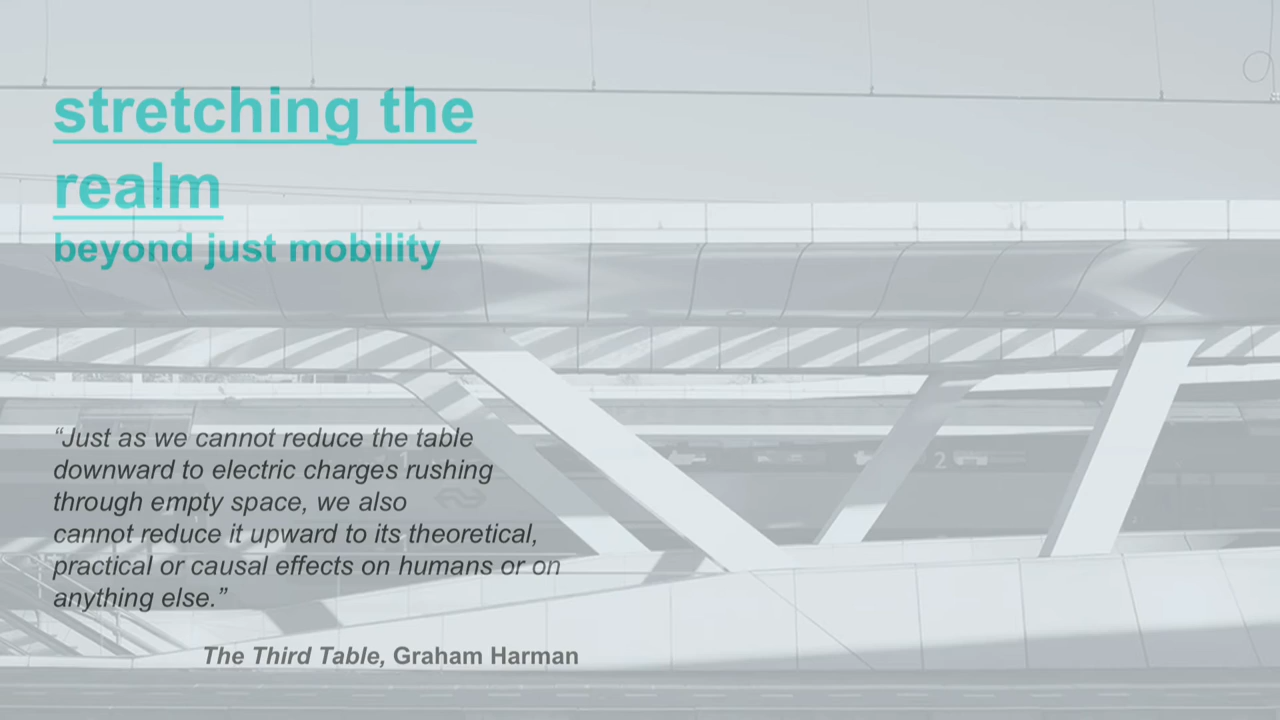 stretching the
realm
beyond just mobility
“Just as we cannot reduce the table
downward to electric charges rushing
through empty space, we also
cannot reduce it upward to its theoretical,
practical or causal effects on humans or on
anything else.”
The Third Table, Graham Harman
1
2